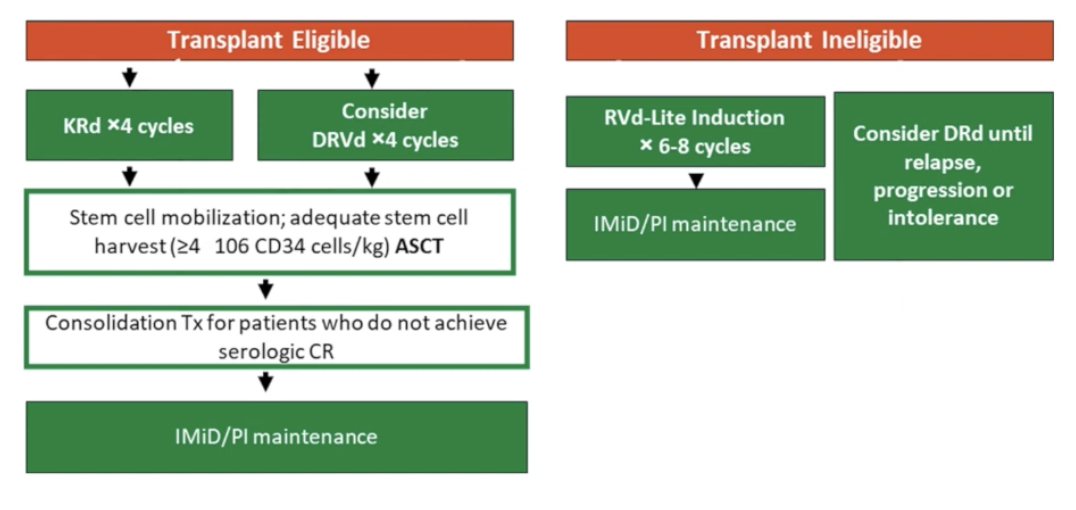 Transplant Eligible
KRd ×4 cycles
Consider
DRVd ×4 cycles
Stem cell mobilization; adequate stem cell
harvest (≥4 106 CD34 cells/kg) ASCT
Consolidation Tx for patients who do not achieve
serologic CR
IMiD/PI maintenance
Transplant Ineligible
RVd-Lite Induction
× 6-8 cycles
IMiD/PI maintenance
Consider DRd until
relapse,
progression or
intolerance